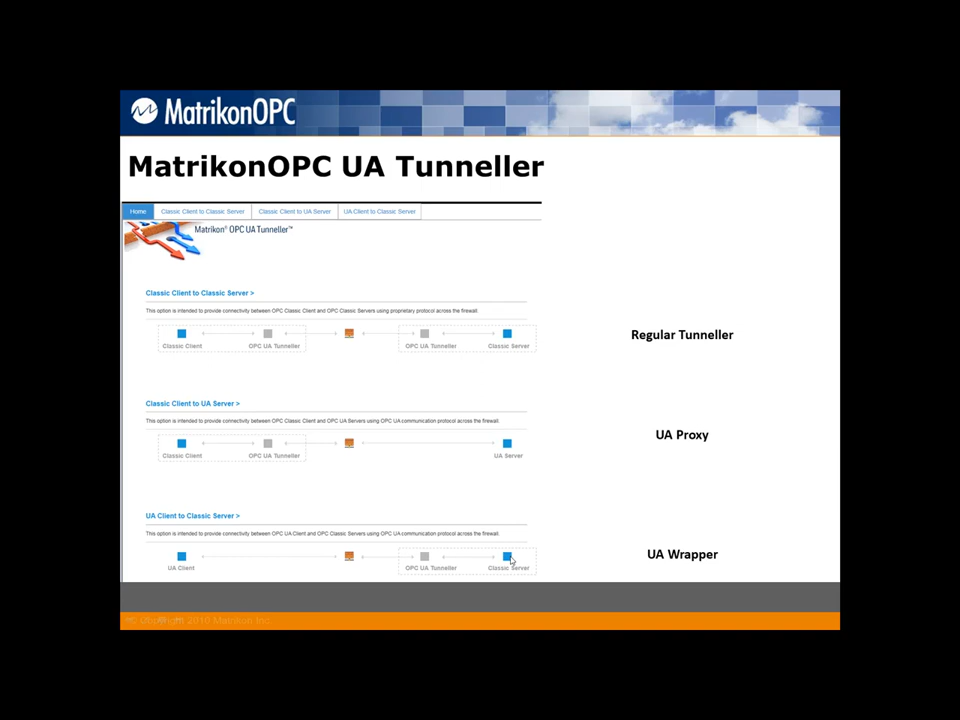 MatrikonOPC
MatrikonOPC UA Tunneller
Home Classic Client to Classic Server Classic Client to UA Server UA Client to Classic Server
Matrikon® OPC UA Tunneller™
Classic Client to Classic Server >
This option is intended to provide connectivity between OPC Classic Client and OPC Classic Servers using proprietary protocol across the firewall.
Classic Client OPC UA Tunneller OPC UA Tunneller Classic Server
Regular Tunneller
Classic Client to UA Server >
This option is intended to provide connectivity between OPC Classic Client and OPC UA Servers using OPC UA communication protocol across the firewall.
Classic Client OPC UA Tunneller UA Server
UA Proxy
UA Client to Classic Server >
This option is intended to provide connectivity between OPC UA Client and OPC Classic Servers using OPC UA communication protocol across the firewall.
UA Client OPC UA Tunneller Classic Server
UA Wrapper
© Copyright 2010 Matrikon Inc.